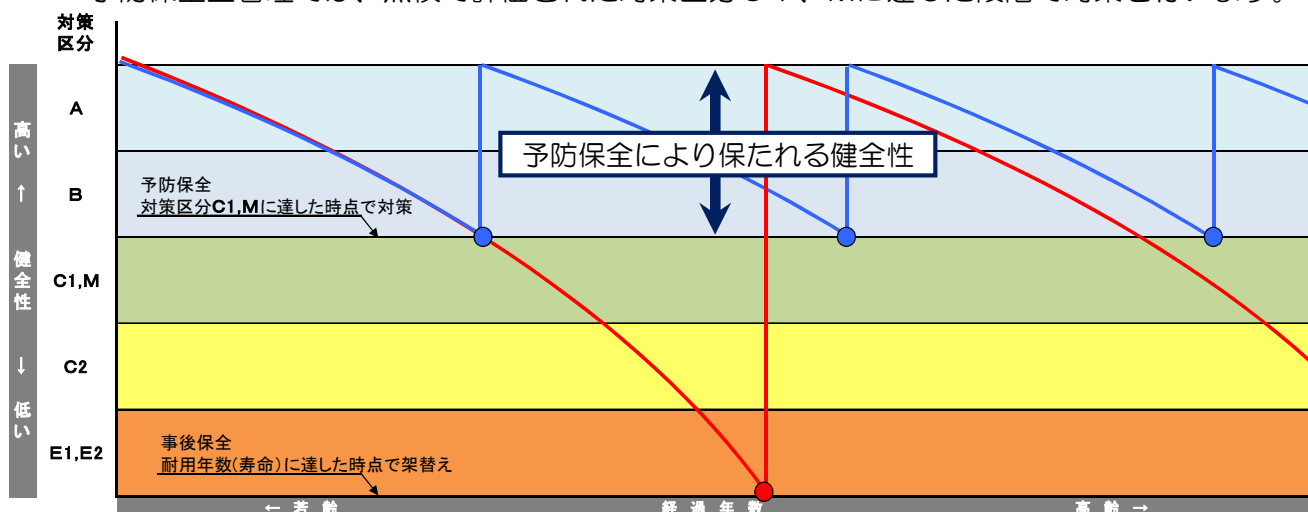 対策
区分
高い ↑ 健全性 ↓ 低い
A
B
C1,M
C2
E1,E2
予防保全により保たれる健全性
予防保全
対策区分C1,Mに達した時点で対策
事後保全
耐用年数(寿命)に達した時点で架替え
← 若 齢
経 過 年 数
高 齢 →